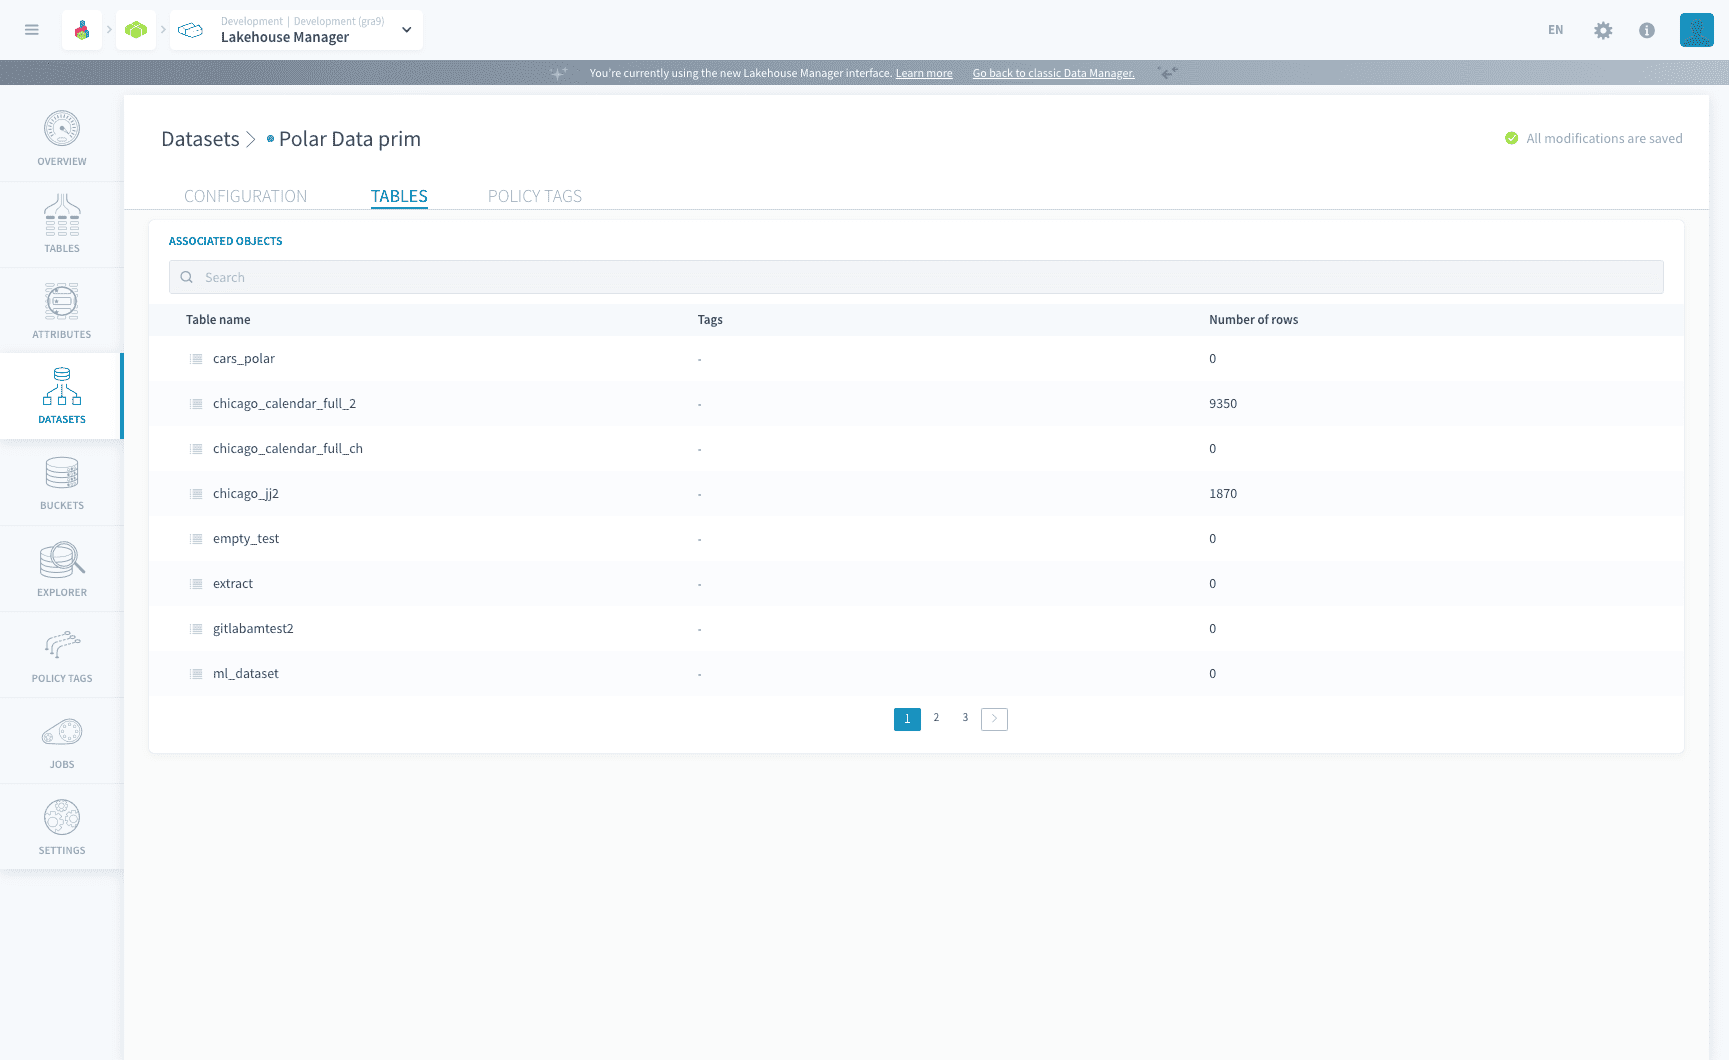 Development | Development (gra9)
Lakehouse Manager
EN
You're currently using the new Lakehouse Manager interface. Learn more Go back to classic Data Manager.
OVERVIEW
TABLES
ATTRIBUTES
DATASETS
BUCKETS
EXPLORER
POLICY TAGS
JOBS
SETTINGS
Datasets > Polar Data prim
All modifications are saved
CONFIGURATION TABLES POLICY TAGS
ASSOCIATED OBJECTS
Search
Table name Tags Number of rows
cars_polar - 0
chicago_calendar_full_2 - 9350
chicago_calendar_full_ch - 0
chicago_jj2 - 1870
empty_test - 0
extract - 0
gitlabamtest2 - 0
ml_dataset - 0
1 2 3